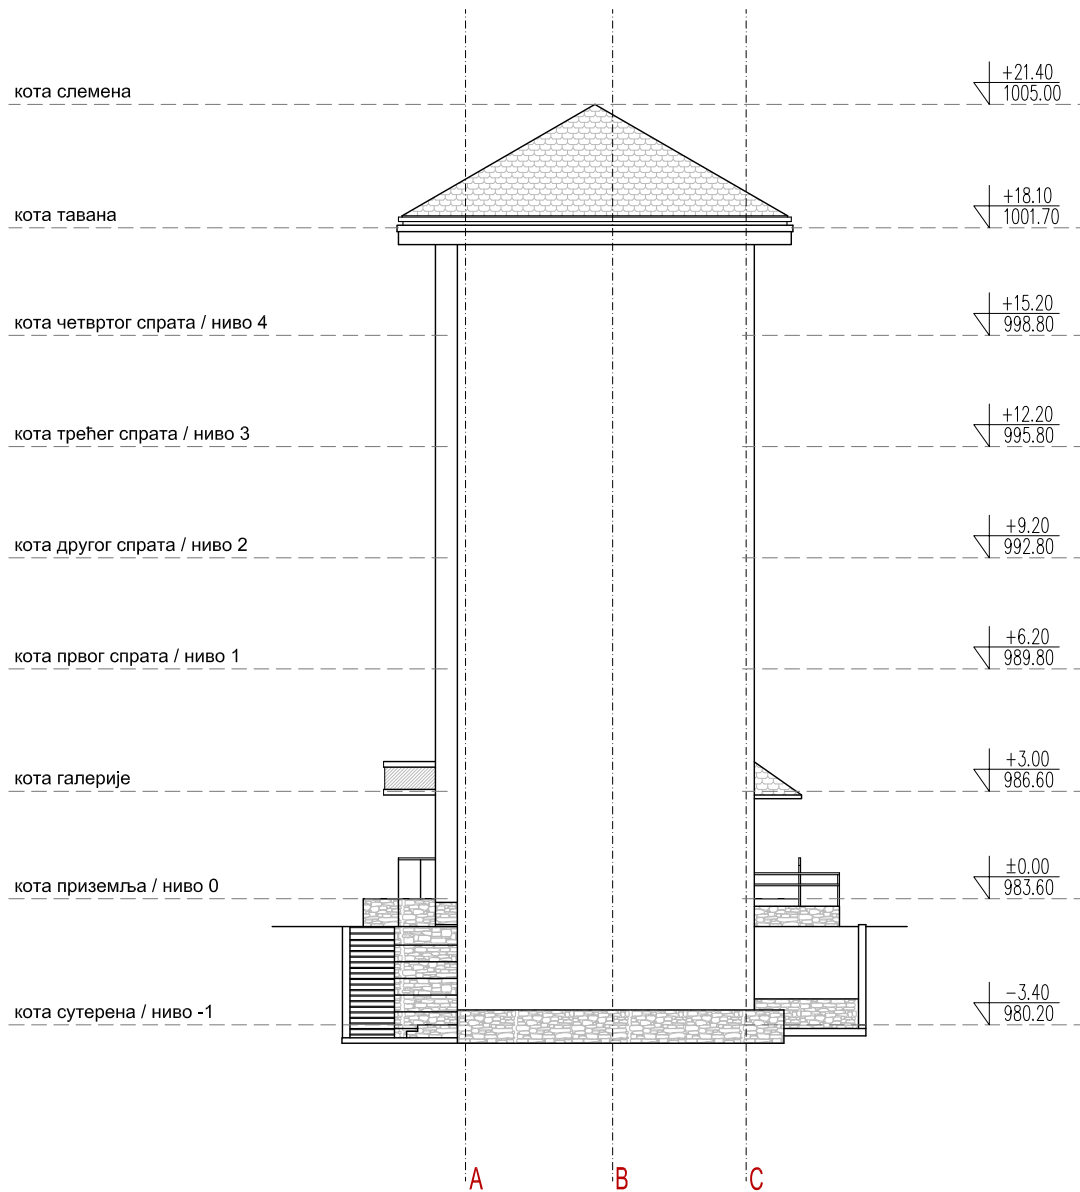 кота слемена
+21.40
1005.00
кота тавана
+18.10
1001.70
кота четвртог спрата / ниво 4
+15.20
998.80
кота трећег спрата / ниво 3
+12.20
995.80
кота другог спрата / ниво 2
+9.20
992.80
кота првог спрата / ниво 1
+6.20
989.80
кота галерије
+3.00
986.60
кота приземља / ниво 0
±0.00
983.60
кота сутерена / ниво -1
−3.40
980.20
A B C